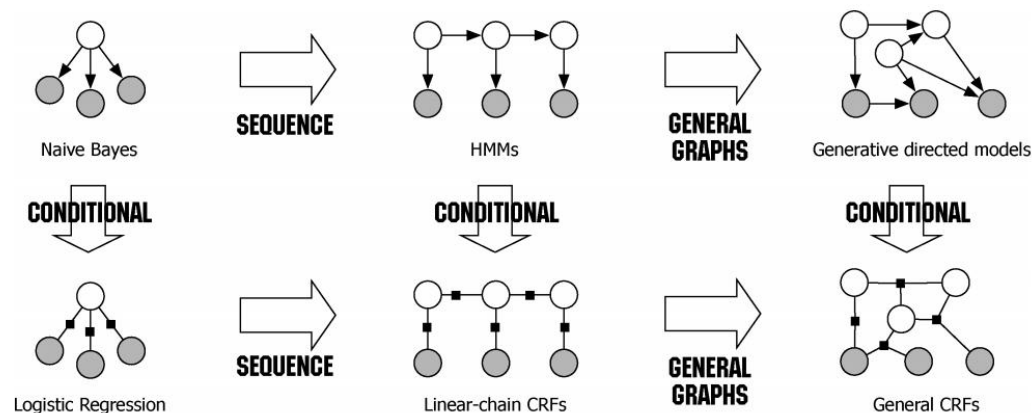 SEQUENCE
GENERAL
GRAPHS
Naive Bayes
HMMs
Generative directed models
CONDITIONAL
CONDITIONAL
CONDITIONAL
SEQUENCE
GENERAL
GRAPHS
Logistic Regression
Linear-chain CRFs
General CRFs